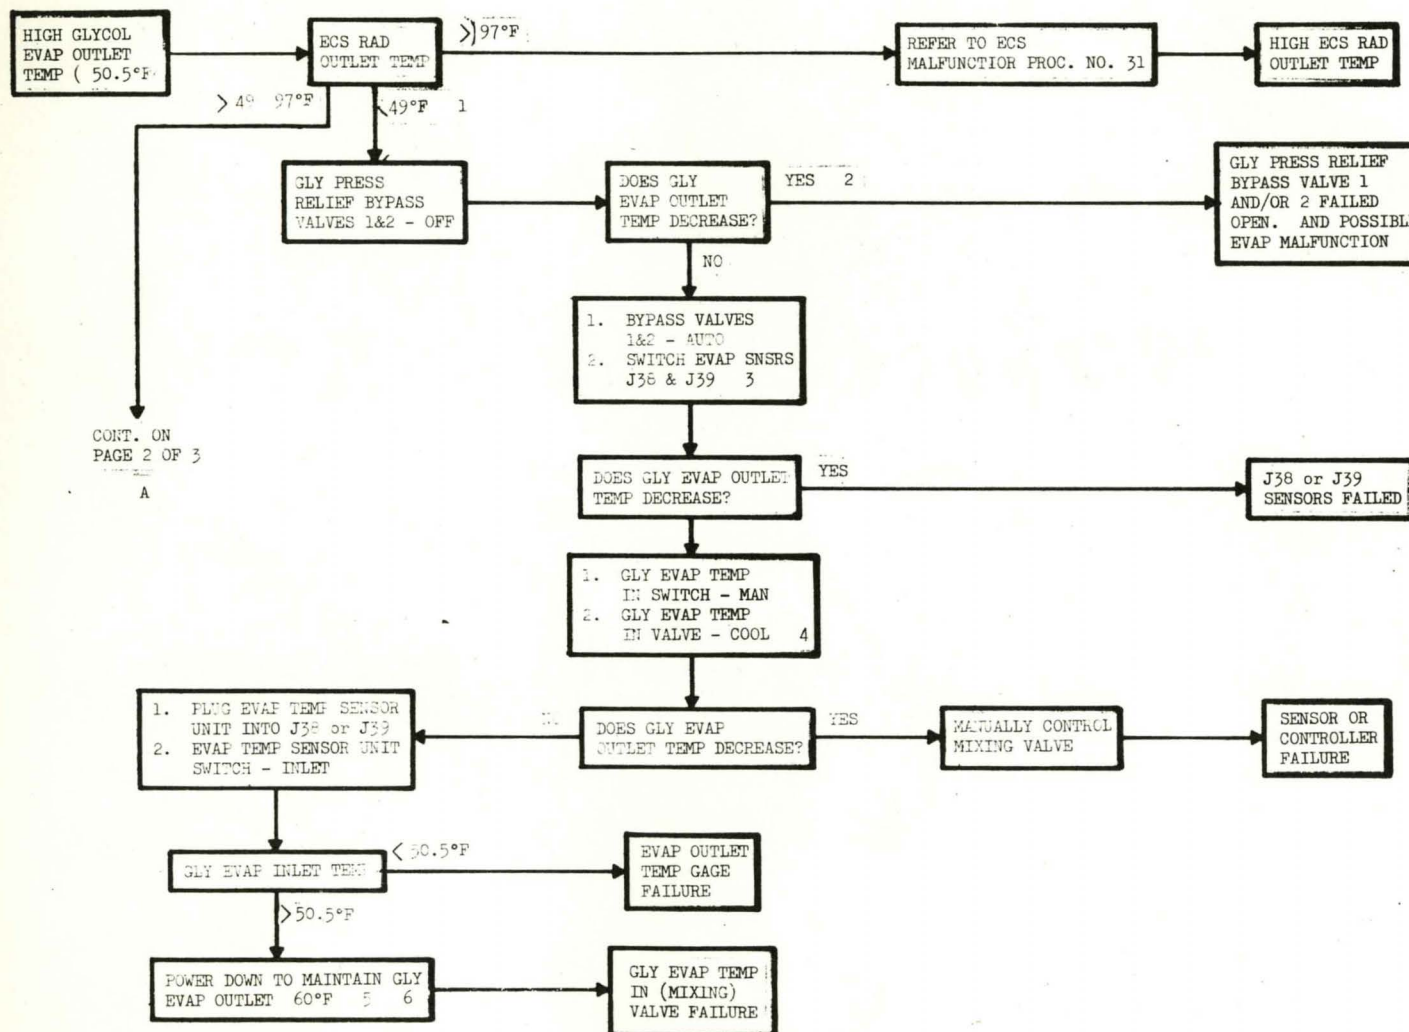 HIGH GLYCOL
EVAP OUTLET
TEMP ( 50.5°F
ECS RAD
OUTLET TEMP
>97°F
REFER TO ECS
MALFUNCTIOR PROC. NO. 31
HIGH ECS RAD
OUTLET TEMP
>49 97°F
<49°F 1
GLY PRESS
RELIEF BYPASS
VALVES 1&2 - OFF
DOES GLY
EVAP OUTLET
TEMP DECREASE?
YES 2
GLY PRESS RELIEF
BYPASS VALVE 1
AND/OR 2 FAILED
OPEN. AND POSSIBLE
EVAP MALFUNCTION
NO
1. BYPASS VALVES
1&2 - AUTO
2. SWITCH EVAP SNSRS
J38 & J39 3
CONT. ON
PAGE 2 OF 3
A
DOES GLY EVAP OUTLET
TEMP DECREASE?
YES
J38 or J39
SENSORS FAILED
1. GLY EVAP TEMP
IN SWITCH - MAN
2. GLY EVAP TEMP
IN VALVE - COOL 4
1. PLUG EVAP TEMP SENSOR
UNIT INTO J38 or J39
2. EVAP TEMP SENSOR UNIT
SWITCH - INLET
NO
DOES GLY EVAP
OUTLET TEMP DECREASE?
YES
MANUALLY CONTROL
MIXING VALVE
SENSOR OR
CONTROLLER
FAILURE
GLY EVAP INLET TEMP
<50.5°F
EVAP OUTLET
TEMP GAGE
FAILURE
>50.5°F
POWER DOWN TO MAINTAIN GLY
EVAP OUTLET 60°F 5 6
GLY EVAP TEMP
IN (MIXING)
VALVE FAILURE